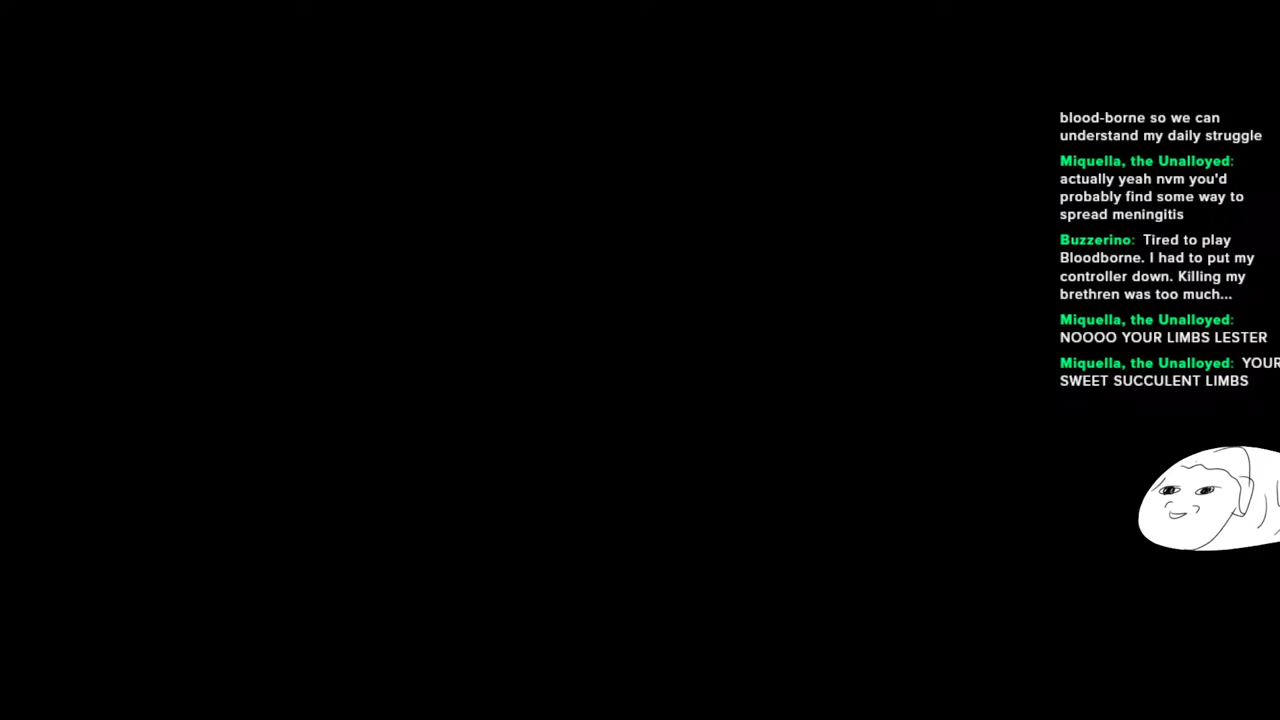 blood-borne so we can
understand my daily struggle
Miquella, the Unalloyed:
actually yeah nvm you'd
probably find some way to
spread meningitis
Buzzerino: Tired to play
Bloodborne. I had to put my
controller down. Killing my
brethren was too much...
Miquella, the Unalloyed:
NOOOO YOUR LIMBS LESTER
Miquella, the Unalloyed: YOUR
SWEET SUCCULENT LIMBS